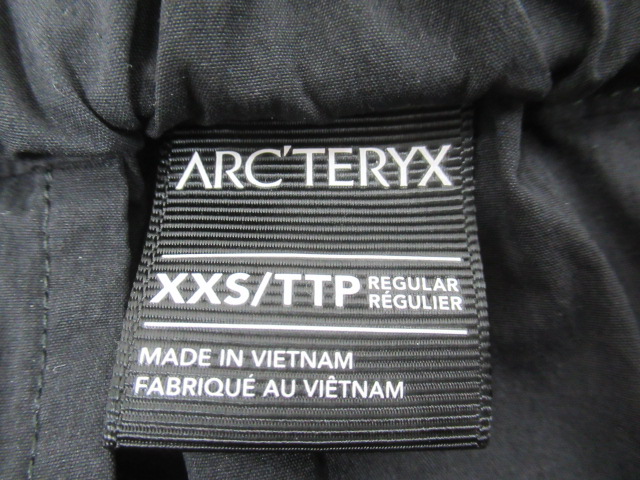 ARC'TERYX
XXS/TTP REGULAR
RÉGULIER
MADE IN VIETNAM
FABRIQUÉ AU VIÊTNAM